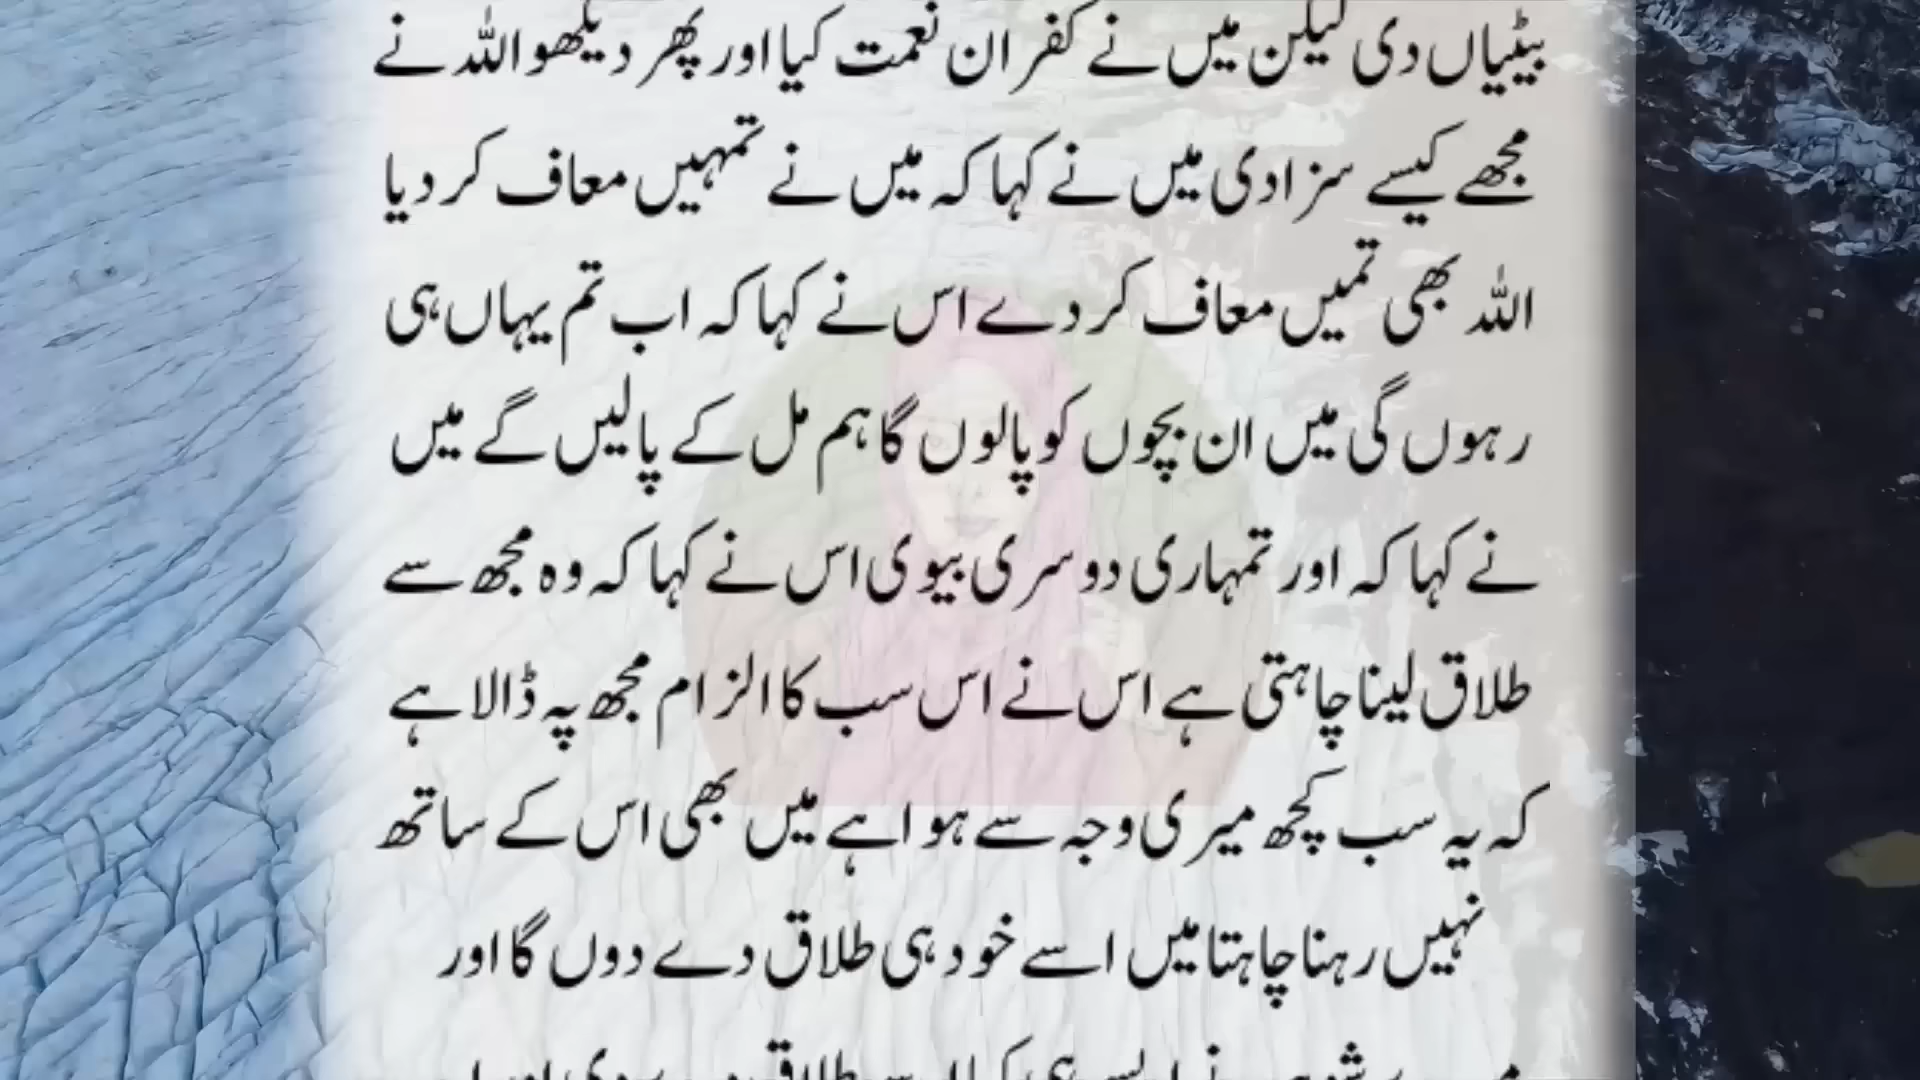 بیٹیاں دی لیکن میں نے کفران نعمت کیا اور پھر دیکھو اللہ نے
مجھے کیسے سزا دی میں نے کہا کہ میں نے تمہیں معاف کر دیا
اللہ بھی تمیں معاف کر دے اس نے کہا کہ اب تم یہاں ہی
رہوں گی میں ان بچوں کو پالوں گا ہم مل کے پالیں گے میں
نے کہا کہ اور تمہاری دوسری بیوی اس نے کہا کہ وہ مجھ سے
طلاق لینا چاہتی ہے اس نے اس سب کا الزام مجھ پہ ڈالا ہے
کہ یہ سب کچھ میری وجہ سے ہوا ہے میں بھی اس کے ساتھ
نہیں رہنا چاہتا میں اسے خود ہی طلاق دے دوں گا اور